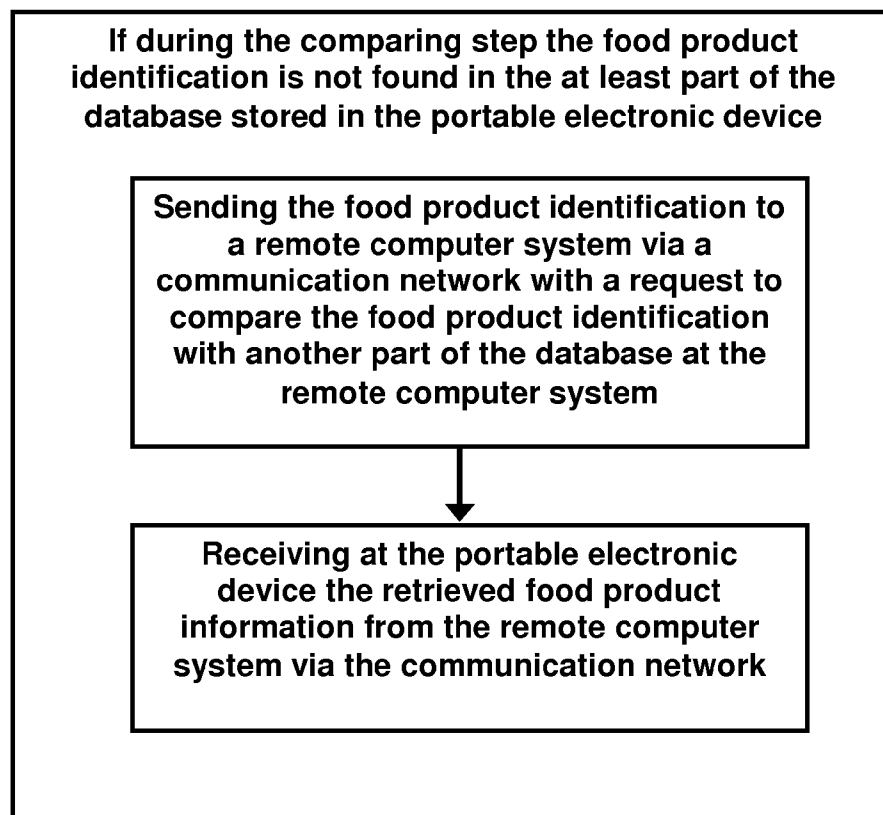 If during the comparing step the food product
identification is not found in the at least part of the
database stored in the portable electronic device
Sending the food product identification to
a remote computer system via a
communication network with a request to
compare the food product identification
with another part of the database at the
remote computer system
Receiving at the portable electronic
device the retrieved food product
information from the remote computer
system via the communication network